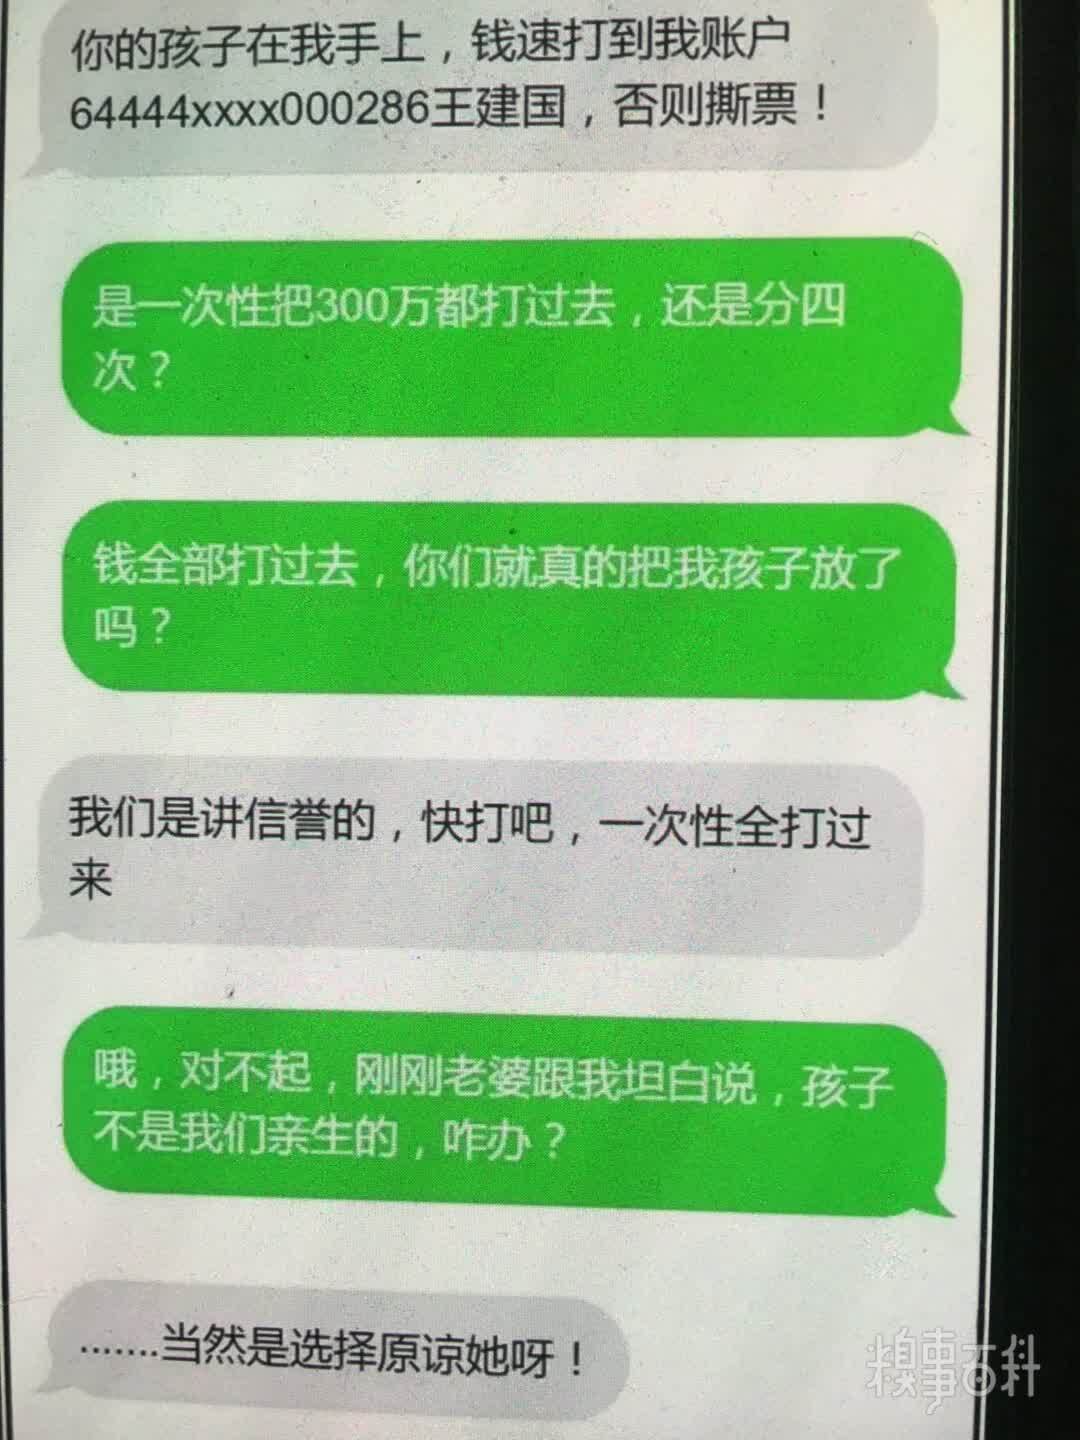 你的孩子在我手上，钱速打到我账户
64444xxxx000286王建国，否则撕票！
是一次性把300万都打过去，还是分四
次？
钱全部打过去，你们就真的把我孩子放了
吗？
我们是讲信誉的，快打吧，一次性全打过
来
哦，对不起，刚刚老婆跟我坦白说，孩子
不是我们亲生的，咋办？
.......当然是选择原谅她呀！
糗事百科